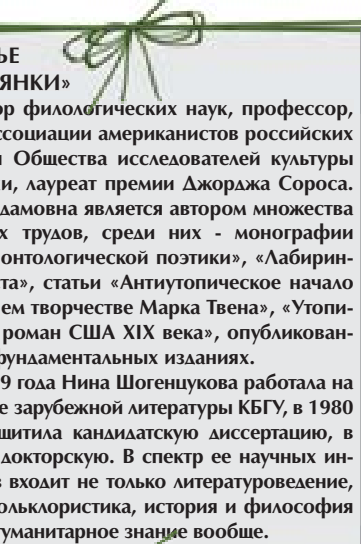 ЬЕ
ЯНКИ»
ор филологических наук, профессор,
ссоциации американистов российских
и Общества исследователей культуры
и, лауреат премии Джорджа Сороса.
дамовна является автором множества
х трудов, среди них - монографии
онтологической поэтики», «Лабирин-
та», статьи «Антиутопическое начало
ем творчестве Марка Твена», «Утопи-
роман США XIX века», опубликован-
фундаментальных изданиях.
9 года Нина Шогенцукова работала на
е зарубежной литературы КБГУ, в 1980
щитила кандидатскую диссертацию, в
докторскую. В спектр ее научных ин-
в входит не только литературоведение,
ольклористика, история и философия
гуманитарное знание вообще.